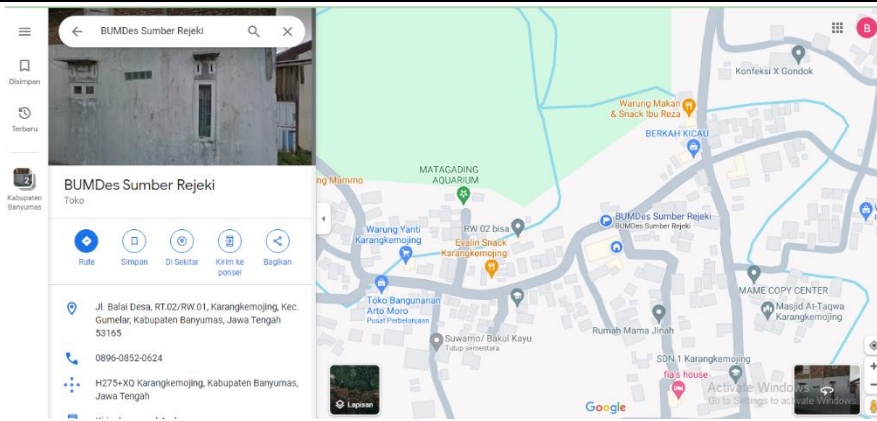 BUMDes Sumber Rejeki
Disimpan
Terbaru
2
Kabupaten
Banyumas
BUMDes Sumber Rejeki
Toko
Rute
Simpan
Di Sekitar
Kirim ke
ponsel
Bagikan
Jl. Balai Desa, RT.02/RW.01, Karangkemojing, Kec.
Gumelar, Kabupaten Banyumas, Jawa Tengah
53165
0896-0852-0624
H275+XQ Karangkemojing, Kabupaten Banyumas,
Jawa Tengah
B
Konfeksi X Gondok
Warung Makan
& Snack Ibu Reza
BERKAH KICAU
MATAGADING
AQUARIUM
ng Mammo
RW 02 bisa
BUMDes Sumber Rejeki
BUMDes Sumber Rejeki
Warung Yanti
Karangkemojing
Evalin Snack
Karangkemojing
Toko Bangunan
Arto Moro
Pusat Perbelanjaan
MAME COPY CENTER
Masjid At-Taqwa
Karangkemojing
Suwarno/ Bakul Kayu
Tutup sementara
Rumah Mama Jinah
SDN 1 Karangkemojing
fia's house
Activate Windows
Go to Settings to activate Windows.
Lapisan
Google